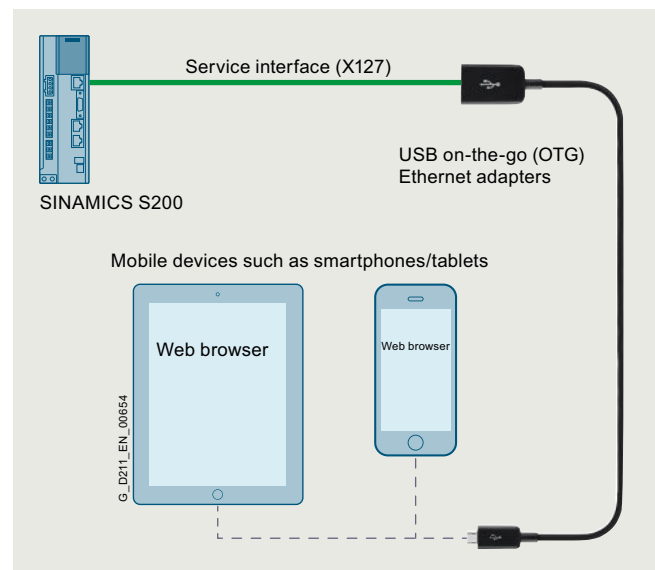 Service interface (X127)
USB on-the-go (OTG)
Ethernet adapters
SINAMICS S200
Mobile devices such as smartphones/tablets
Web browser
Web browser
G_D211_EN_00654